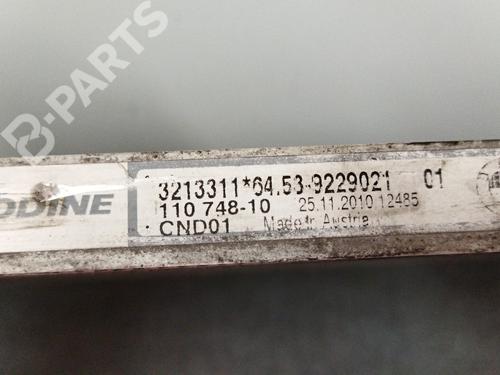 B-PARTS
3213311*64.53-9229021 01
ODINE 110 748-10 25.11.2010 12485
CND01 Made in Austria